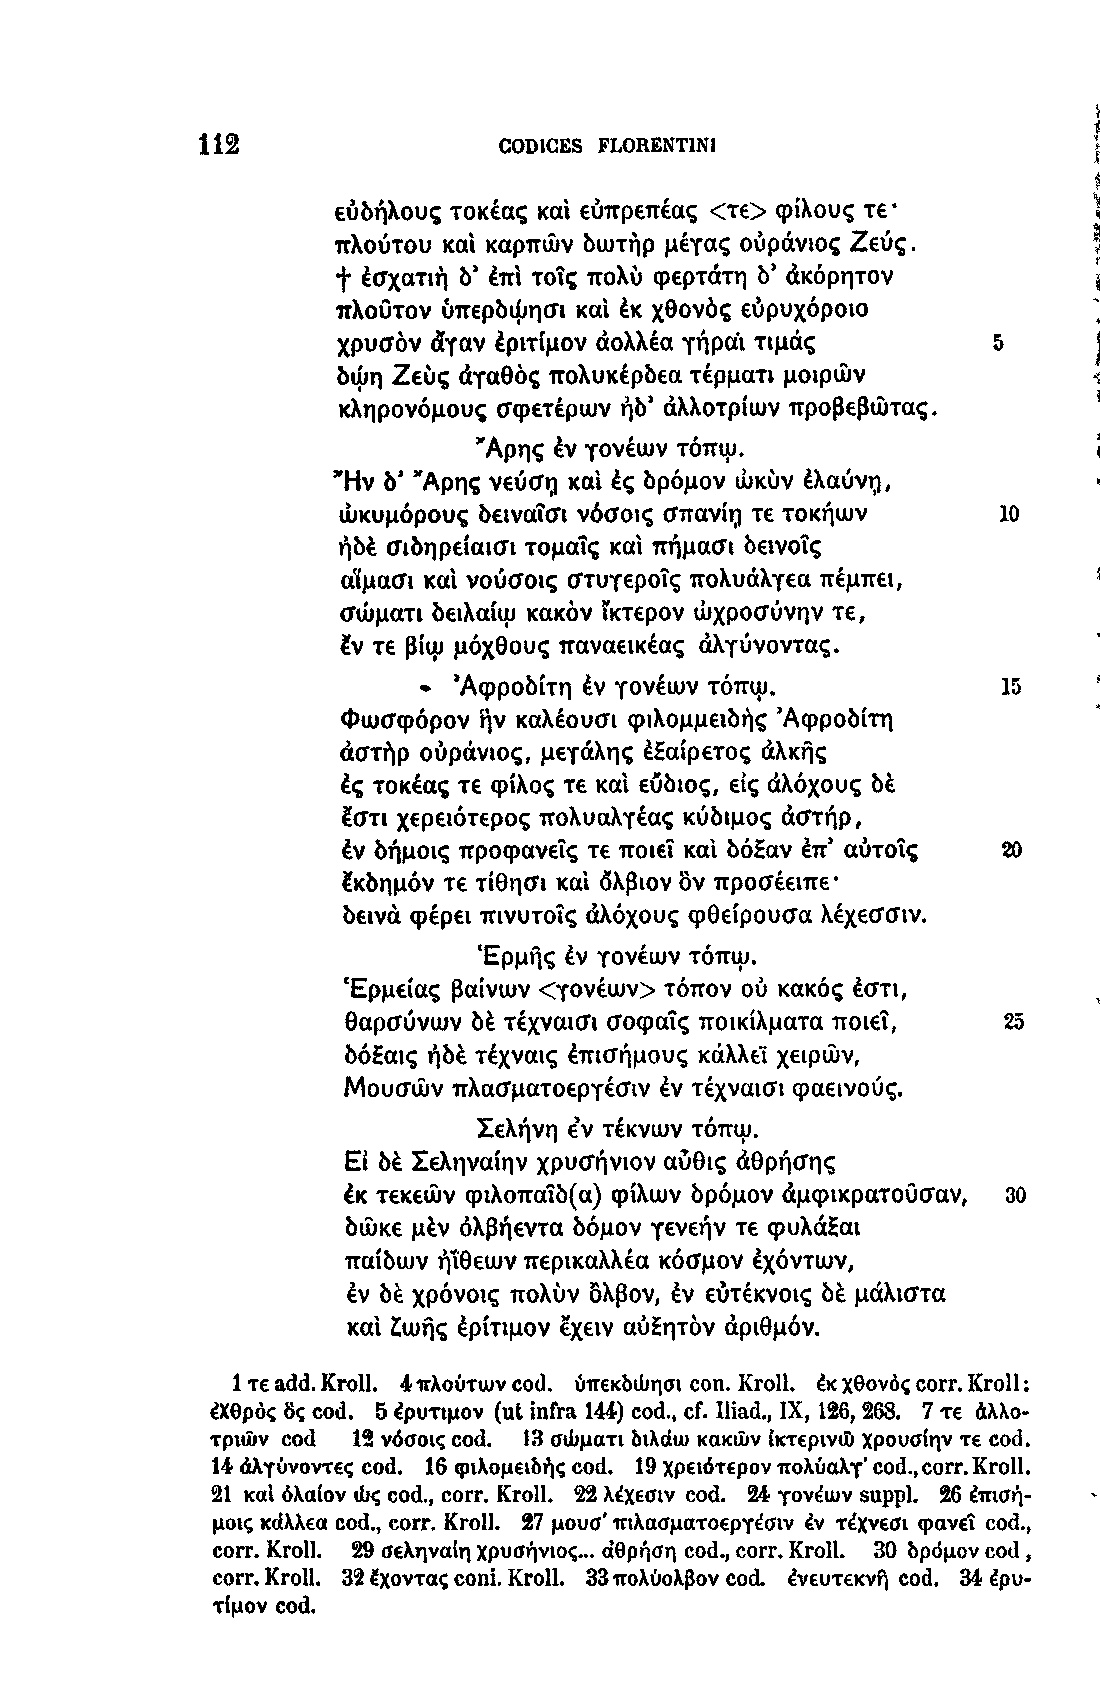 112 CODICES FLORENTINI
εὐδήλους τοκέας καὶ εὐπρεπέας <τε> φίλους τε·
πλούτου καὶ καρπῶν δωτὴρ μέγας οὐράνιος Ζεύς.
† ἐσχατιὴ δ᾽ ἐπὶ τοῖς πολὺ φερτάτη δ᾽ ἀκόρητον
πλοῦτον ὑπερδῴησι καὶ ἐκ χθονὸς εὐρυχόροιο
χρυσὸν ἄγαν ἐριτίμον ἀολλέα γήραϊ τιμάς 5
δῴη Ζεὺς ἀγαθὸς πολυκέρδεα τέρματι μοιρῶν
κληρονόμους σφετέρων ἠδ᾽ ἀλλοτρίων προβεβῶτας.
Ἄρης ἐν γονέων τόπῳ.
Ἢν δ᾽ Ἄρης νεύσῃ καὶ ἐς δρόμον ὠκὺν ἐλαύνῃ,
ὠκυμόρους δειναῖσι νόσοις σπανίῃ τε τοκήων 10
ἠδὲ σιδηρείαισι τομαῖς καὶ πήμασι δεινοῖς
αἵμασι καὶ νούσοις στυγεροῖς πολυάλγεα πέμπει,
σώματι δειλαίῳ κακὸν ἴκτερον ὠχροσύνην τε,
ἔν τε βίῳ μόχθους παναεικέας ἀλγύνοντας.
Ἀφροδίτη ἐν γονέων τόπῳ. 15
Φωσφόρον ἣν καλέουσι φιλομμειδὴς Ἀφροδίτη
ἀστὴρ οὐράνιος, μεγάλης ἐξαίρετος ἀλκῆς
ἐς τοκέας τε φίλος τε καὶ εὔδιος, εἰς ἀλόχους δὲ
ἔστι χερειότερος πολυαλγέας κύδιμος ἀστήρ,
ἐν δήμοις προφανεῖς τε ποιεῖ καὶ δόξαν ἐπ᾽ αὐτοῖς 20
ἔκδημόν τε τίθησι καὶ ὄλβιον ὃν προσέειπε·
δεινὰ φέρει πινυτοῖς ἀλόχους φθείρουσα λέχεσσιν.
Ἑρμῆς ἐν γονέων τόπῳ.
Ἑρμείας βαίνων <γονέων> τόπον οὐ κακός ἐστι,
θαρσύνων δὲ τέχναισι σοφαῖς ποικίλματα ποιεῖ, 25
δόξαις ἠδὲ τέχναις ἐπισήμους κάλλεϊ χειρῶν,
Μουσῶν πλασματοεργέσιν ἐν τέχναισι φαεινούς.
Σελήνη ἐν τέκνων τόπῳ.
Εἰ δὲ Σεληναίην χρυσήνιον αὖθις ἀθρήσης
ἐκ τεκεῶν φιλοπαῖδ(α) φίλων δρόμον ἀμφικρατοῦσαν, 30
δῶκε μὲν ὀλβήεντα δόμον γενεήν τε φυλάξαι
παίδων ἠϊθεων περικαλλέα κόσμον ἐχόντων,
ἐν δὲ χρόνοις πολὺν ὄλβον, ἐν εὐτέκνοις δὲ μάλιστα
καὶ ζωῆς ἐρίτιμον ἔχειν αὐξητὸν ἀριθμόν.
1 τε add. Kroll. 4 πλούτων cod. ὑπεκδώησι con. Kroll. ἐκ χθονὸς corr. Kroll:
ἐχθρὸς ὃς cod. 5 ἐρυτιμον (ut infra 144) cod., cf. Iliad., IX, 126, 268. 7 τε ἀλλο-
τριῶν cod 12 νόσοις cod. 13 σώματι διλάω κακῶν ἰκτερινῶ χρουσίην τε cod.
14 ἀλγύνοντες cod. 16 φιλομειδὴς cod. 19 χρειότερον πολύαλγ᾽ cod., corr. Kroll.
21 καὶ ὀλαίον ὡς cod., corr. Kroll. 22 λέχεσιν cod. 24 γονέων suppl. 26 ἐπισή-
μοις κάλλεα cod., corr. Kroll. 27 μουσ᾽ πιλασματοεργέσιν ἐν τέχνεσι φανεῖ cod.,
corr. Kroll. 29 σεληναίη χρυσήνιος... ἀθρήση cod., corr. Kroll. 30 δρόμον cod,
corr. Kroll. 32 ἔχοντας coni. Kroll. 33 πολύολβον cod. ἐνευτεκνῆ cod. 34 ἐρυ-
τίμον cod.